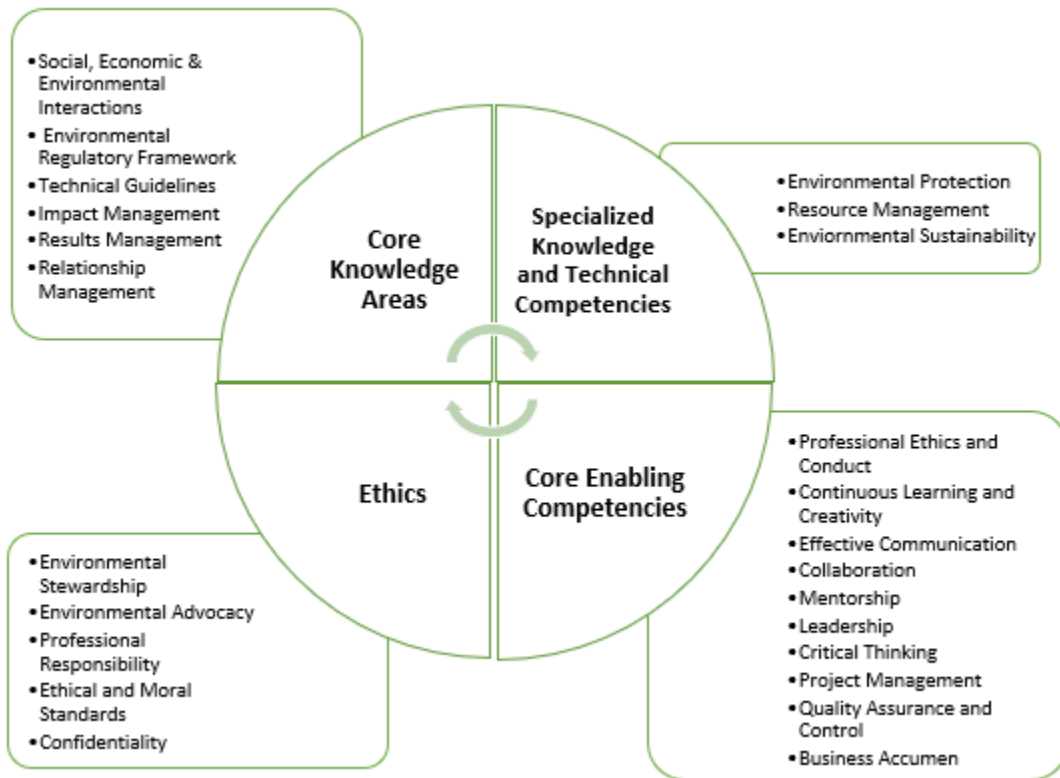 •Social, Economic &
Environmental
Interactions
• Environmental
Regulatory Framework
•Technical Guidelines
•Impact Management
•Results Management
•Relationship
Management
Core
Knowledge
Areas
Specialized
Knowledge
and Technical
Competencies
•Environmental Protection
•Resource Management
•Enviornmental Sustainability
Ethics
•Environmental
Stewardship
•Environmental Advocacy
•Professional
Responsibility
•Ethical and Moral
Standards
•Confidentiality
Core Enabling
Competencies
•Professional Ethics and
Conduct
•Continuous Learning and
Creativity
•Effective Communication
•Collaboration
•Mentorship
•Leadership
•Critical Thinking
•Project Management
•Quality Assurance and
Control
•Business Accumen